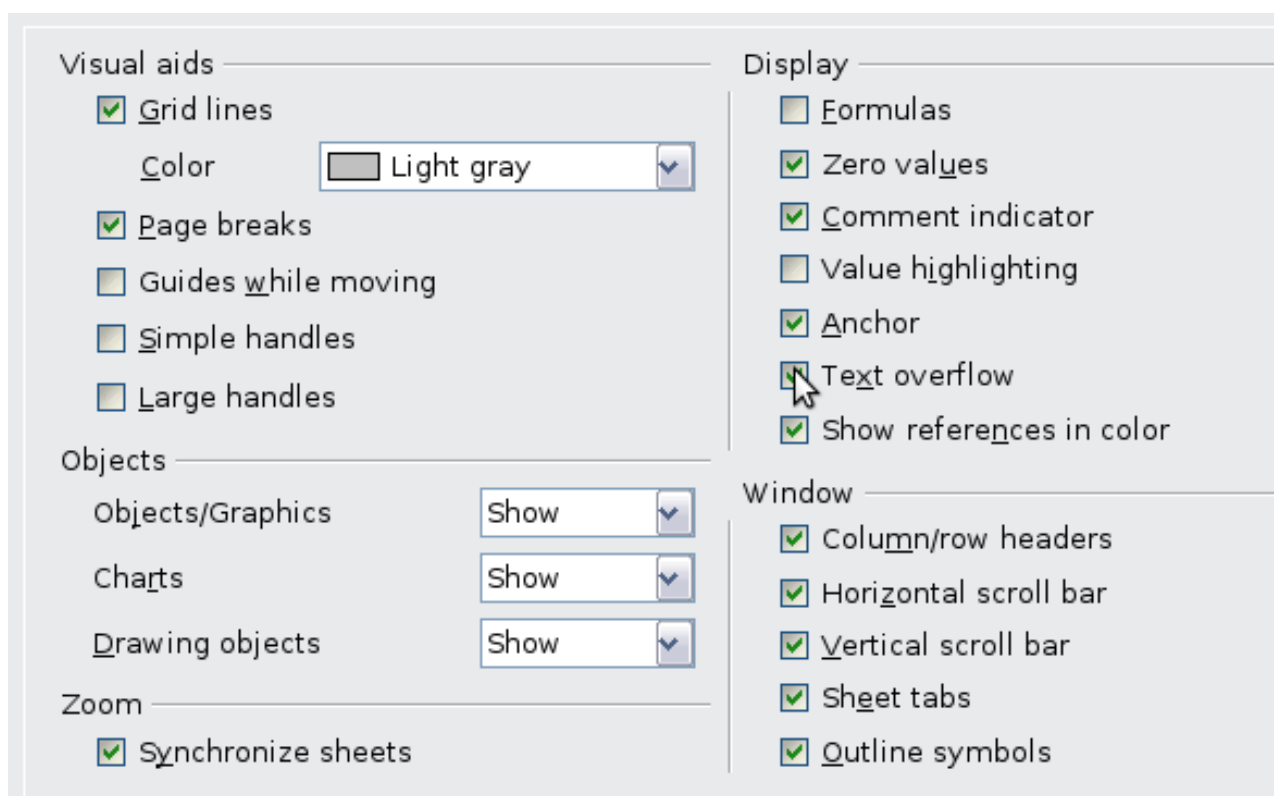 Visual aids
Grid lines
Color
Light gray
Page breaks
Guides while moving
Simple handles
Large handles
Objects
Objects/Graphics
Show
Charts
Show
Drawing objects
Show
Zoom
Synchronize sheets
Display
Formulas
Zero values
Comment indicator
Value highlighting
Anchor
Text overflow
Show references in color
Window
Column/row headers
Horizontal scroll bar
Vertical scroll bar
Sheet tabs
Outline symbols